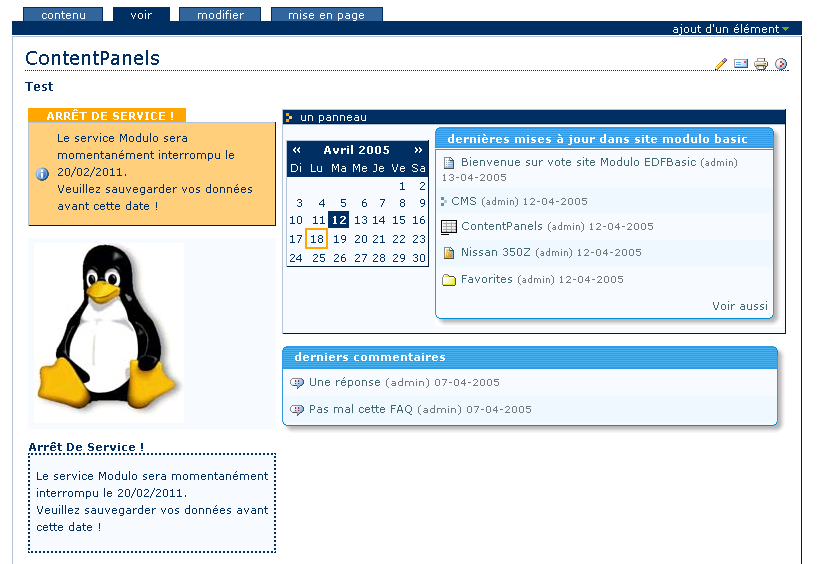 contenu voir modifier mise en page
ajout d'un élément
ContentPanels
Test
ARRÊT DE SERVICE !
Le service Modulo sera
momentanément interrompu le
20/02/2011.
Veuillez sauvegarder vos données
avant cette date !
Arrêt De Service !
Le service Modulo sera momentanément
interrompu le 20/02/2011.
Veuillez sauvegarder vos données avant
cette date !
un panneau
« Avril 2005 »
Di Lu Ma Me Je Ve Sa
1 2
3 4 5 6 7 8 9
10 11 12 13 14 15 16
17 18 19 20 21 22 23
24 25 26 27 28 29 30
dernières mises à jour dans site modulo basic
Bienvenue sur vote site Modulo EDFBasic (admin)
13-04-2005
CMS (admin) 12-04-2005
ContentPanels (admin) 12-04-2005
Nissan 350Z (admin) 12-04-2005
Favorites (admin) 12-04-2005
Voir aussi
derniers commentaires
Une réponse (admin) 07-04-2005
Pas mal cette FAQ (admin) 07-04-2005